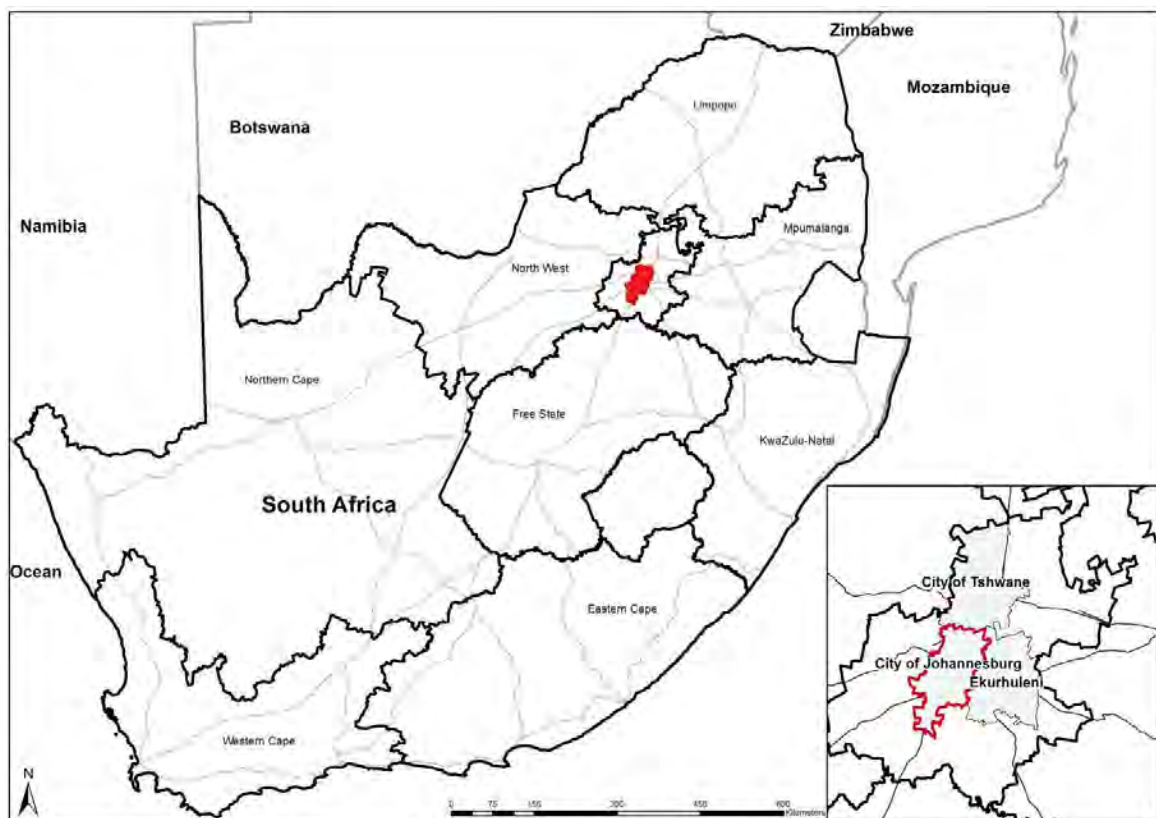 Zimbabwe
Mozambique
Limpopo
Botswana
Namibia
Mpumalanga
North West
Northern Cape
Free State
KwaZulu-Natal
South Africa
Ocean
Eastern Cape
Western Cape
City of Tshwane
City of Johannesburg
Ekurhuleni
N
0 75 155 300 450 600
Kilometers